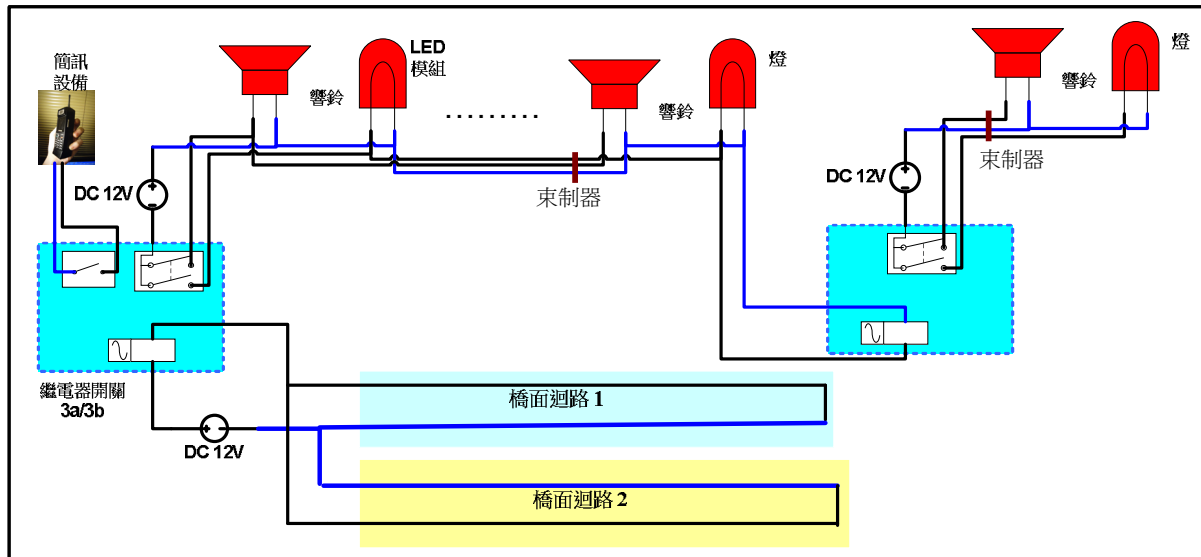 簡訊
設備
響鈴
LED
模組
.........
響鈴
燈
響鈴
燈
DC 12V
束制器
DC 12V
束制器
繼電器開關
3a/3b
DC 12V
橋面迴路 1
橋面迴路 2